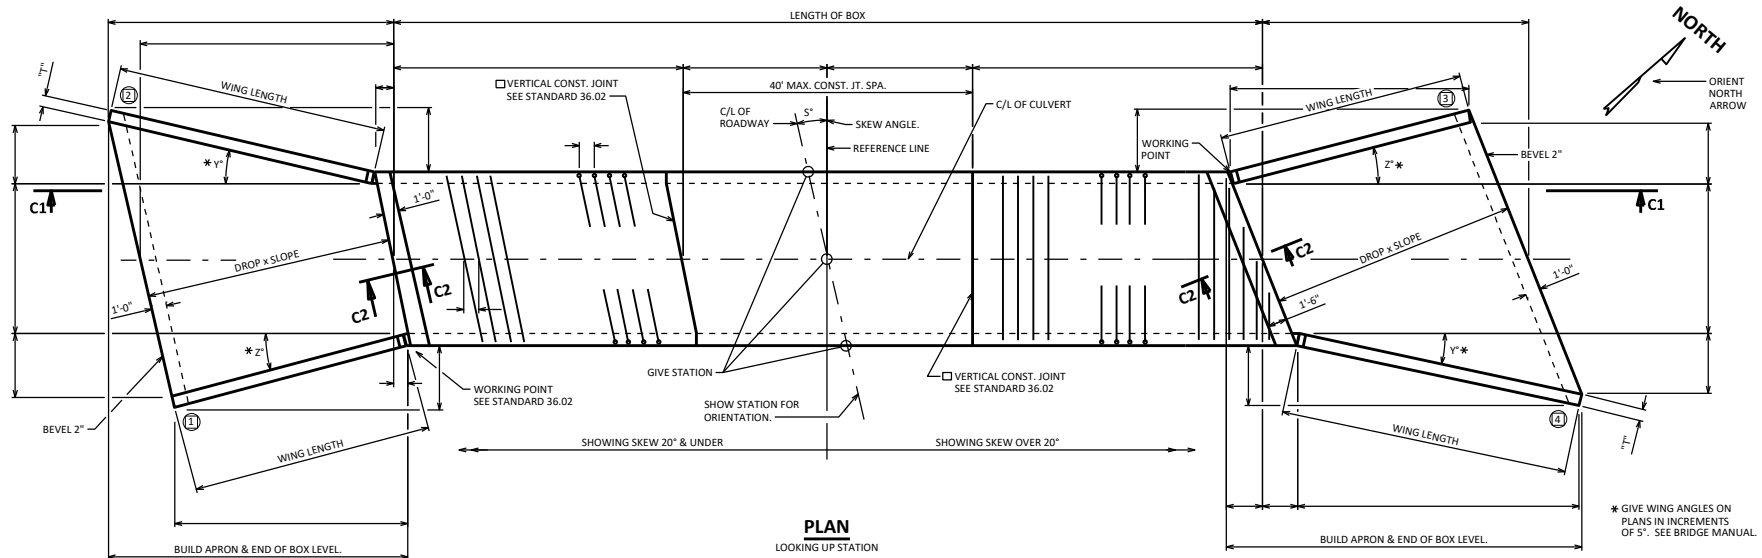 LENGTH OF BOX
NORTH
ORIENT
NORTH
ARROW
"T"
2
WING LENGTH
□ VERTICAL CONST. JOINT
SEE STANDARD 36.02
40' MAX. CONST. JT. SPA.
C/L OF
ROADWAY
S°
SKEW ANGLE.
REFERENCE LINE
C/L OF CULVERT
WORKING
POINT
WING LENGTH
3
BEVEL 2"
* Y°
Z° *
C1
C1
1'-0"
DROP x SLOPE
C2
C2
1'-0"
C2
C2
DROP x SLOPE
1'-0"
1'-6"
* Z°
Y° *
GIVE STATION
WORKING POINT
SEE STANDARD 36.02
□ VERTICAL CONST. JOINT
SEE STANDARD 36.02
SHOW STATION FOR
ORIENTATION.
BEVEL 2"
1
WING LENGTH
SHOWING SKEW 20° & UNDER
SHOWING SKEW OVER 20°
WING LENGTH
4
"T"
PLAN
LOOKING UP STATION
BUILD APRON & END OF BOX LEVEL.
BUILD APRON & END OF BOX LEVEL.
* GIVE WING ANGLES ON
PLANS IN INCREMENTS
OF 5°. SEE BRIDGE MANUAL.